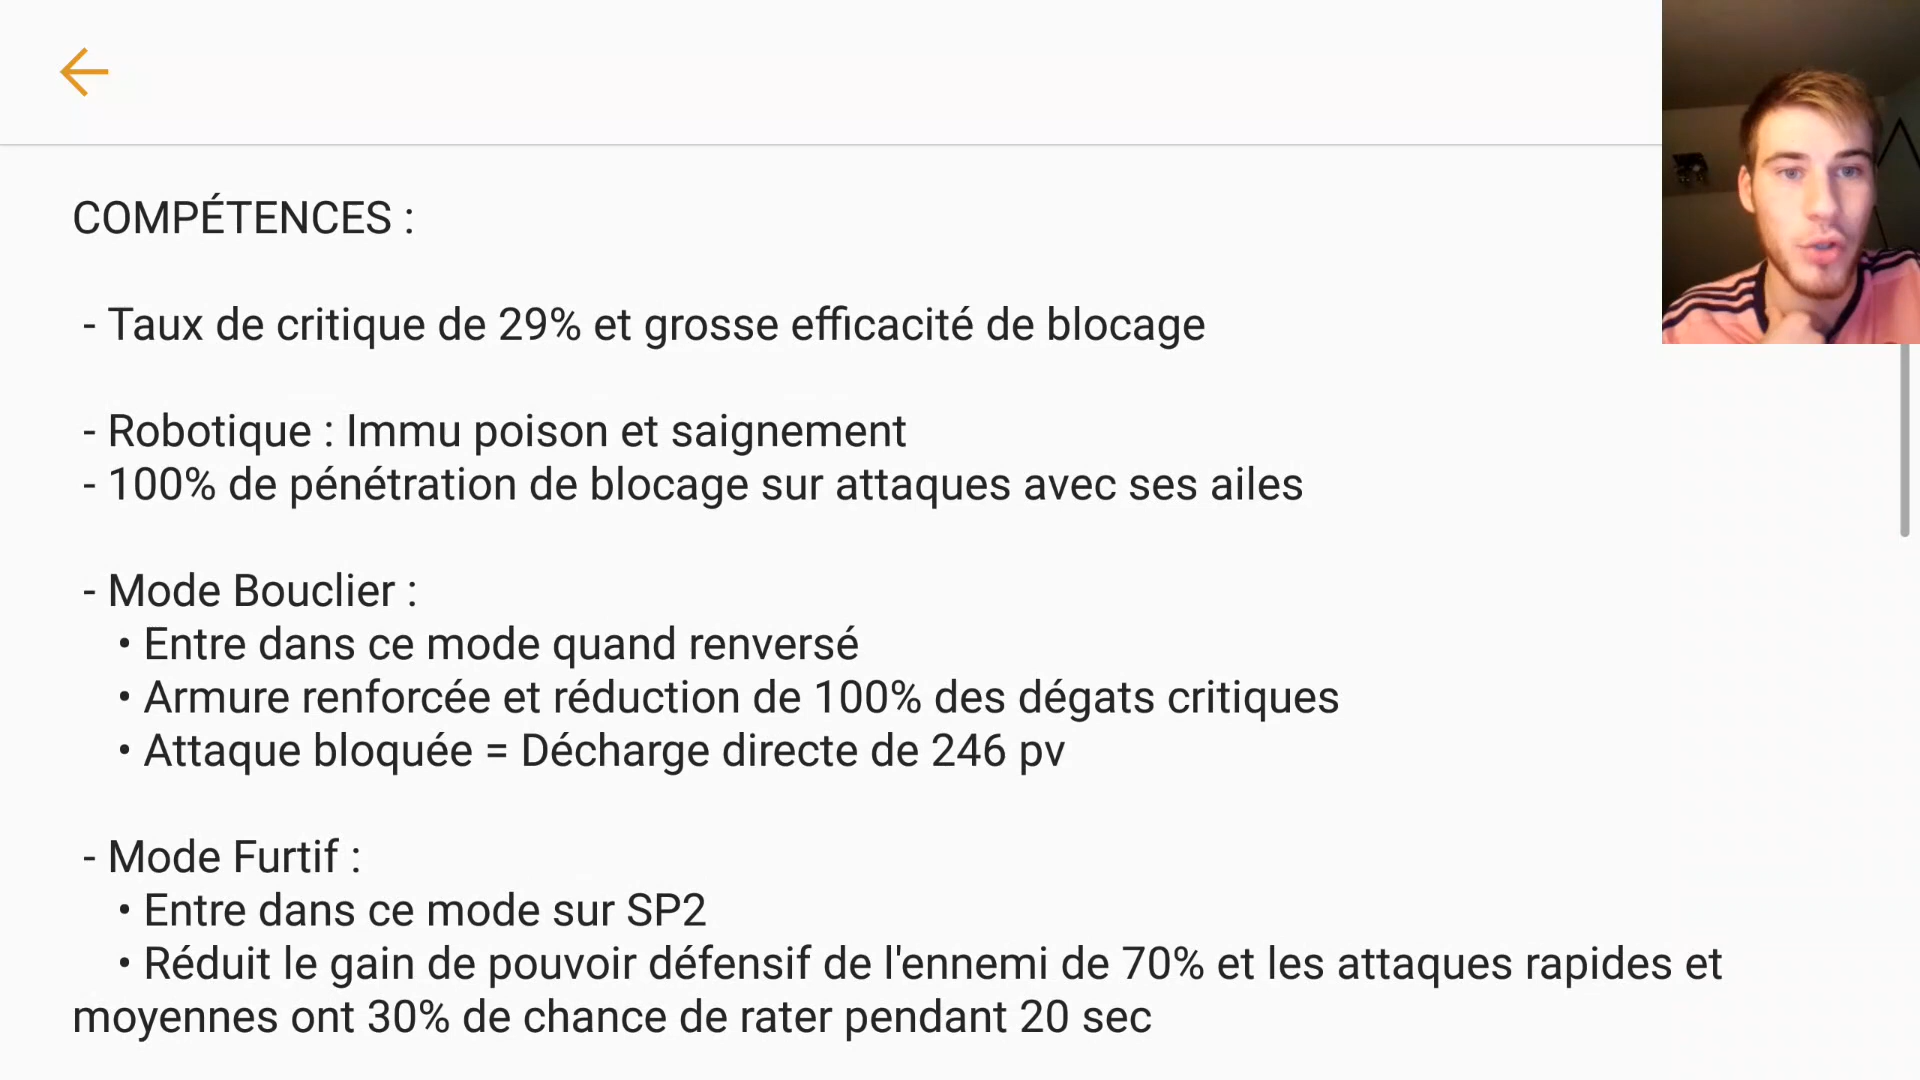 COMPÉTENCES :
- Taux de critique de 29% et grosse efficacité de blocage
- Robotique : Immu poison et saignement
- 100% de pénétration de blocage sur attaques avec ses ailes
- Mode Bouclier :
• Entre dans ce mode quand renversé
• Armure renforcée et réduction de 100% des dégats critiques
• Attaque bloquée = Décharge directe de 246 pv
- Mode Furtif :
• Entre dans ce mode sur SP2
• Réduit le gain de pouvoir défensif de l'ennemi de 70% et les attaques rapides et
moyennes ont 30% de chance de rater pendant 20 sec